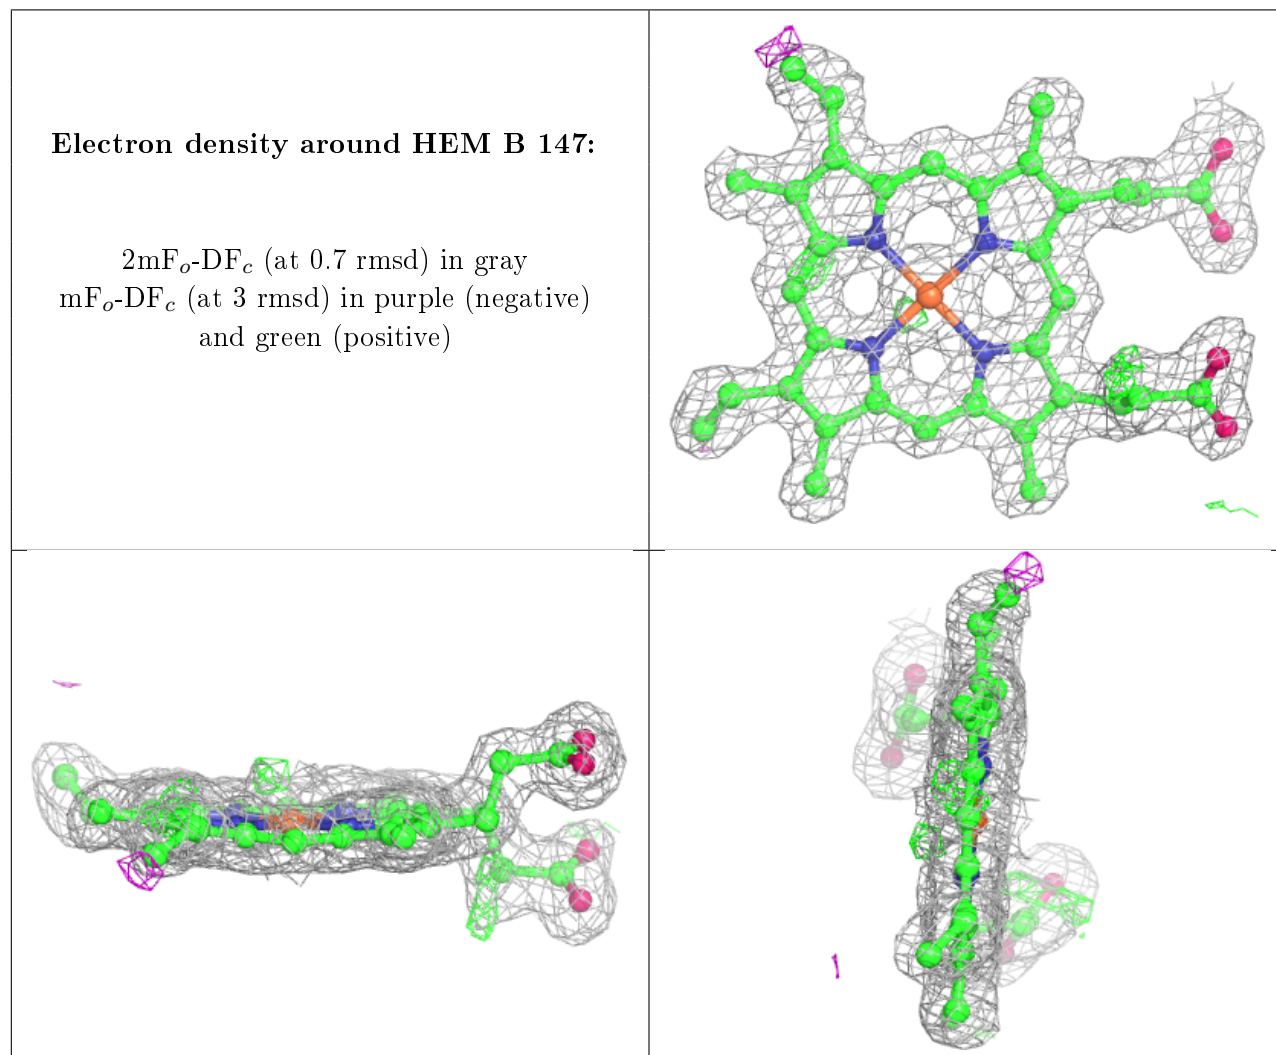 Electron density around HEM B 147:
2mFₒ-DF𝑐 (at 0.7 rmsd) in gray
mFₒ-DF𝑐 (at 3 rmsd) in purple (negative)
and green (positive)